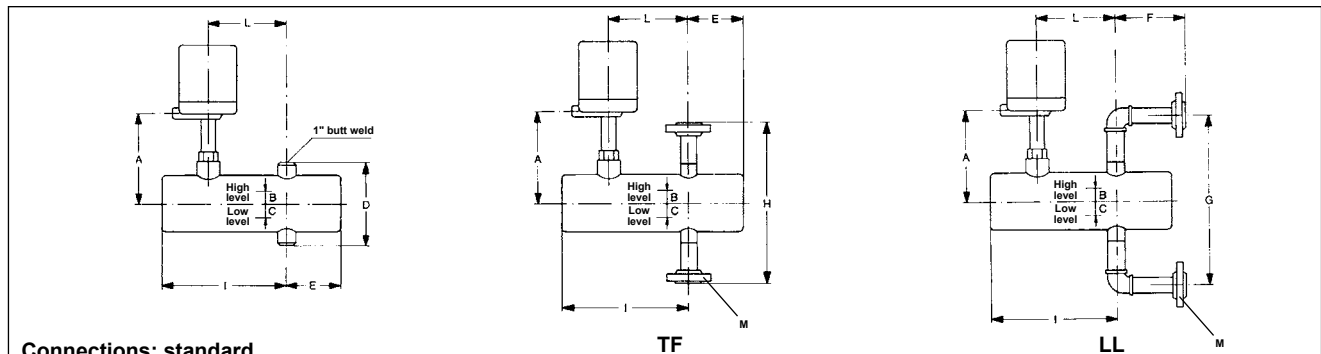 L
A
1" butt weld
High level
B
C
Low level
D
I
E
L
E
A
High level
B
C
Low level
H
I
M
TF
L
F
A
High level
B
C
Low level
G
I
M
LL
Connections: standard